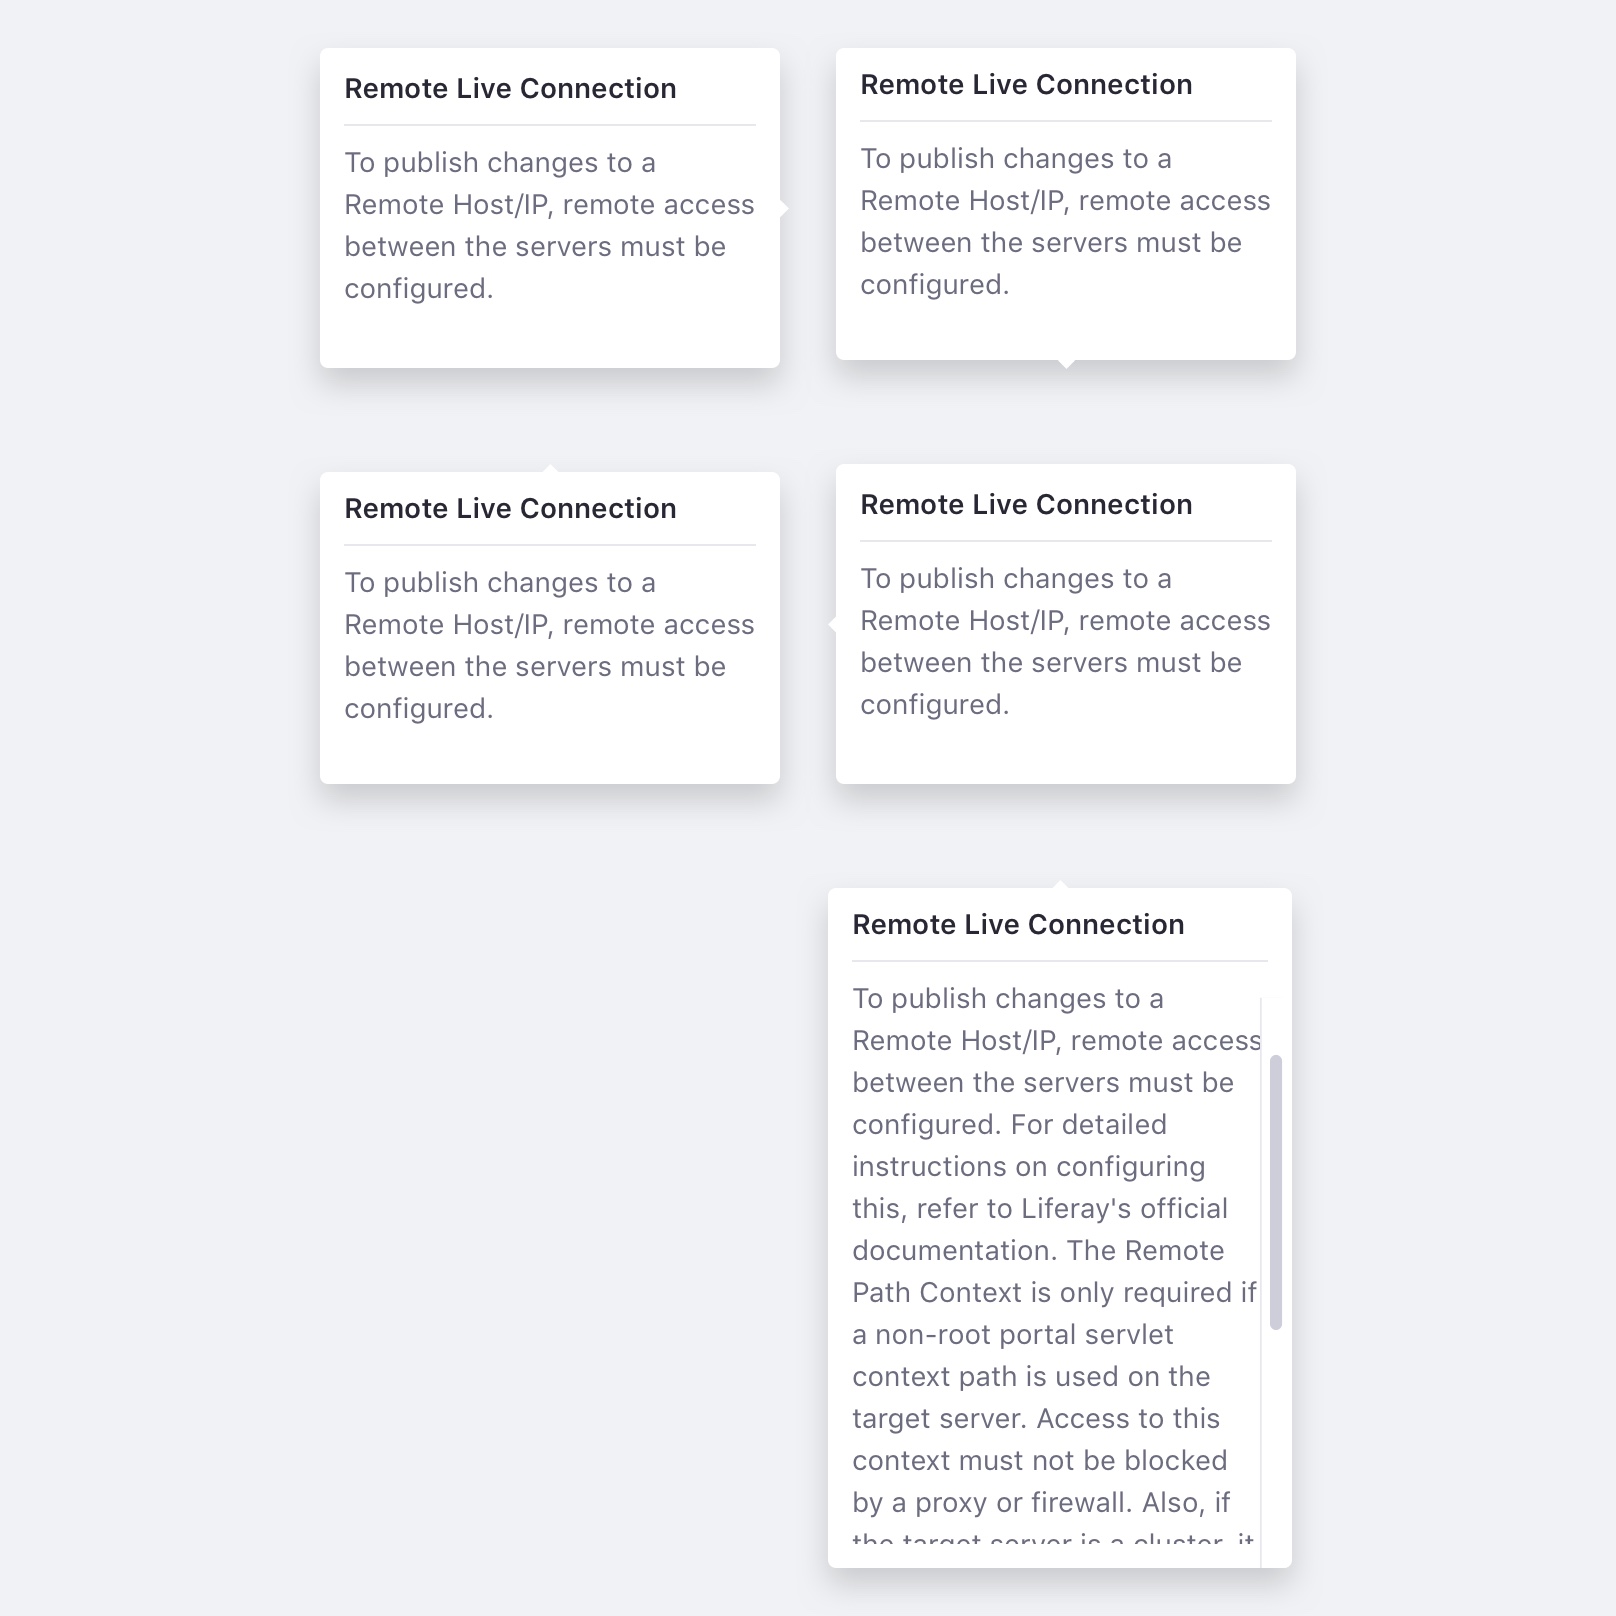 Remote Live Connection
To publish changes to a
Remote Host/IP, remote access
between the servers must be
configured.
Remote Live Connection
To publish changes to a
Remote Host/IP, remote access
between the servers must be
configured.
Remote Live Connection
To publish changes to a
Remote Host/IP, remote access
between the servers must be
configured.
Remote Live Connection
To publish changes to a
Remote Host/IP, remote access
between the servers must be
configured.
Remote Live Connection
To publish changes to a
Remote Host/IP, remote access
between the servers must be
configured. For detailed
instructions on configuring
this, refer to Liferay's official
documentation. The Remote
Path Context is only required if
a non-root portal servlet
context path is used on the
target server. Access to this
context must not be blocked
by a proxy or firewall. Also, if
the target server is a cluster, it